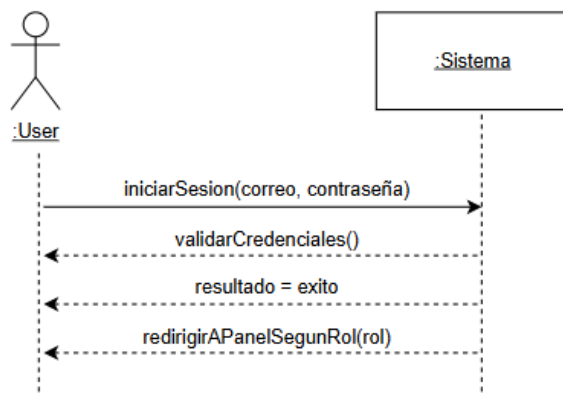 :Sistema
:User
iniciarSesion(correo, contraseña)
validarCredenciales()
resultado = exito
redirigirAPanelSegunRol(rol)